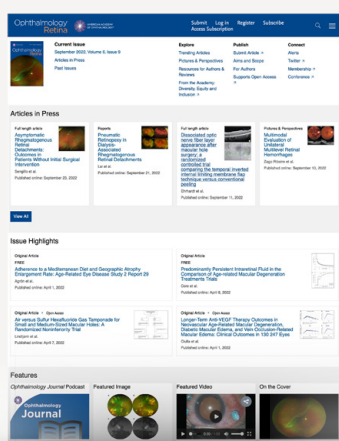 Ophthalmology
Retina
AMERICAN ACADEMY
OF OPHTHALMOLOGY
Submit Log in Register Subscribe
Access Subscription
Current Issue
September 2022, Volume 6, Issue 9
Articles in Press
Past Issues
Explore
Trending Articles
Pictures & Perspectives
Resources for Authors &
Reviews
From the Academy:
Diversity, Equity and
Inclusion
Publish
Submit Article
Aims and Scope
For Authors
Supports Open Access
Connect
Alerts
Twitter
Membership
Conference
Articles in Press
Full length article
Asymptomatic
Rhegmatogenous
Retinal
Detachments:
Outcomes in
Patients Without Initial Surgical
Intervention
Published online: September 22, 2022
Reports
Pneumatic
Retinopexy in
Dialysis-
Associated
Rhegmatogenous
Retinal Detachments
Lai et al.
Published online: September 21, 2022
Full length article
Dissociated optic
nerve fiber layer
appearance after
macular hole
surgery: a
randomized
controlled trial
comparing the temporal inverted
internal limiting membrane flap
technique versus conventional
peeling
Ehrhardt et al.
Published online: September 11, 2022
Pictures & Perspectives
Multimodal
Evaluation of
Unilateral
Multilevel Retinal
Hemorrhages
Published online: September 10, 2022
View All
Issue Highlights
Original Article
FREE
Adherence to a Mediterranean Diet and Geographic Atrophy
Enlargement Rate: Age-Related Eye Disease Study 2 Report 29
Agrón et al.
Published online: April 1, 2022
Original Article
FREE
Predominantly Persistent Intraretinal Fluid in the
Comparison of Age-related Macular Degeneration
Treatments Trials
Published online: April 8, 2022
Original Article • Open Access
Air versus Sulfur Hexafluoride Gas Tamponade for
Small and Medium-Sized Macular Holes: A
Randomized Noninferiority Trial
Published online: April 7, 2022
Original Article • Open Access
Longer-Term Anti-VEGF Therapy Outcomes in
Neovascular Age-Related Macular Degeneration,
Diabetic Macular Edema, and Vein Occlusion-Related
Macular Edema: Clinical Outcomes in 130 247 Eyes
Published online: April 1, 2022
Features
Ophthalmology Journal Podcast
Featured Image
Featured Video
On the Cover
Ophthalmology
Journal